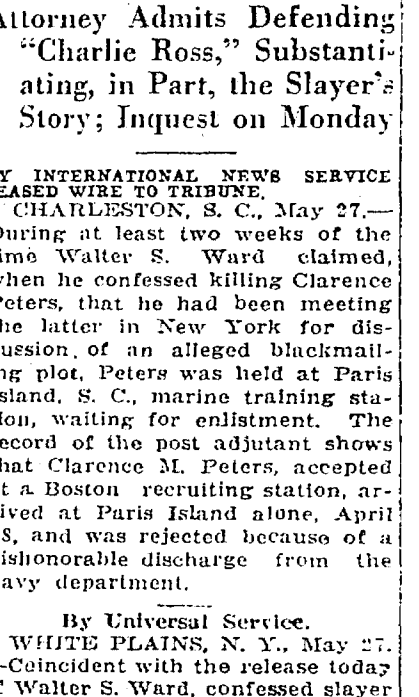 Attorney Admits Defending
"Charlie Ross," Substanti-
ating, in Part, the Slayer's
Story; Inquest on Monday
Y INTERNATIONAL NEWS SERVICE
EASED WIRE TO TRIBUNE.
CHARLESTON, S. C., May 27.—
During at least two weeks of the
ime Walter S. Ward claimed,
when he confessed killing Clarence
Peters, that he had been meeting
the latter in New York for dis-
ussion of an alleged blackmail-
ng plot, Peters was held at Paris
Island, S. C., marine training sta-
tion, waiting for enlistment. The
record of the post adjutant shows
that Clarence M. Peters, accepted
at a Boston recruiting station, ar-
rived at Paris Island alone, April
8, and was rejected because of a
dishonorable discharge from the
navy department.
By Universal Service.
WHITE PLAINS, N. Y., May 27.
-Coincident with the release today
f Walter S. Ward, confessed slayer